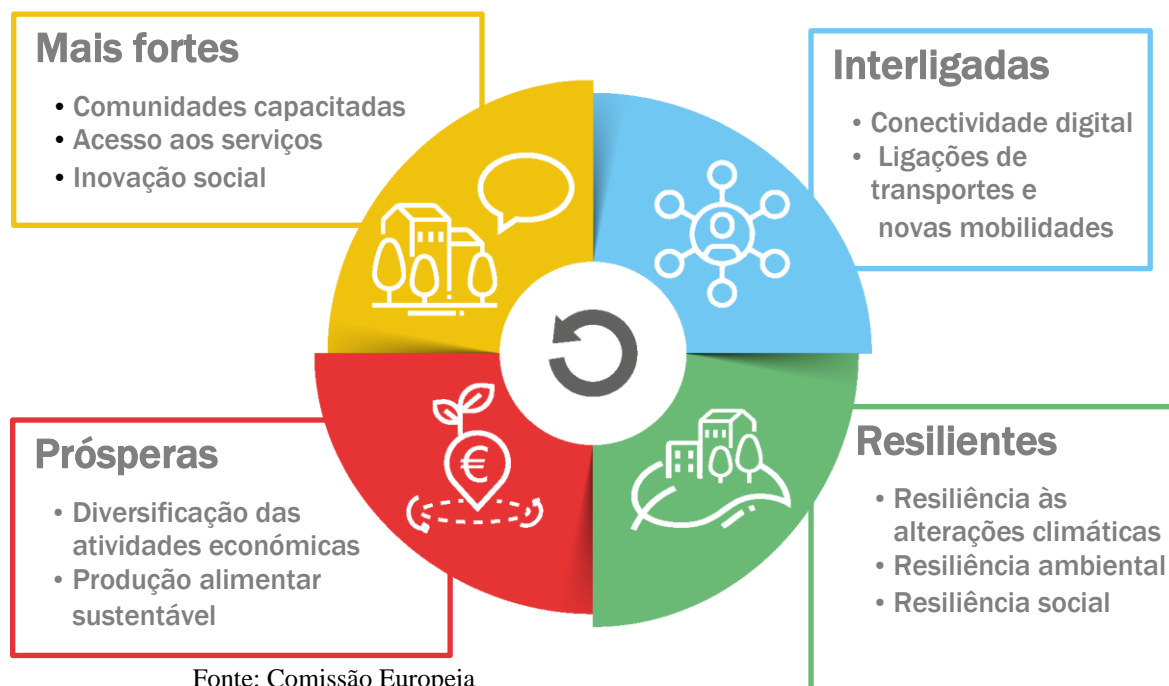 Mais fortes
• Comunidades capacitadas
• Acesso aos serviços
• Inovação social
Interligadas
• Conectividade digital
• Ligações de
transportes e
novas mobilidades
Prósperas
• Diversificação das
atividades económicas
• Produção alimentar
sustentável
€
Resilientes
• Resiliência às
alterações climáticas
• Resiliência ambiental
• Resiliência social
Fonte: Comissão Europeia